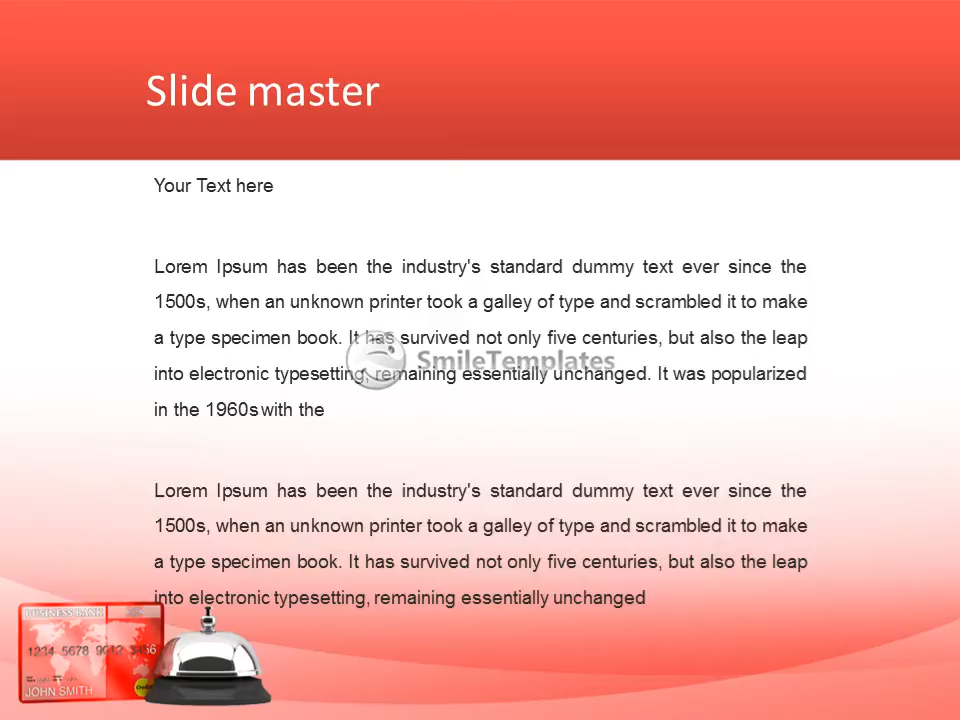 Slide master
Your Text here
Lorem Ipsum has been the industry's standard dummy text ever since the
1500s, when an unknown printer took a galley of type and scrambled it to make
a type specimen book. It has survived not only five centuries, but also the leap
SmileTemplates
into electronic typesetting, remaining essentially unchanged. It was popularized
in the 1960s with the
Lorem Ipsum has been the industry's standard dummy text ever since the
1500s, when an unknown printer took a galley of type and scrambled it to make
a type specimen book. It has survived not only five centuries, but also the leap
into electronic typesetting, remaining essentially unchanged
BUSINESS BANK
1234 5678 9012 3456
JOHN SMITH